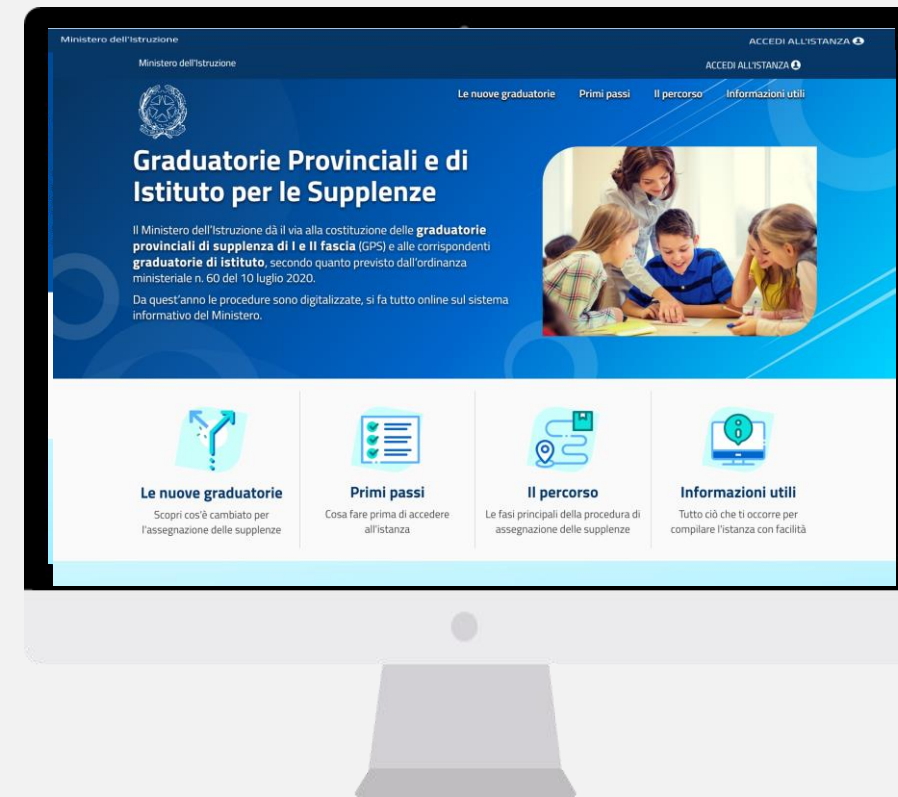 Ministero dell'Istruzione
ACCEDI ALL'ISTANZA
Ministero dell'Istruzione
ACCEDI ALL'ISTANZA
Le nuove graduatorie
Primi passi
Il percorso
Informazioni utili
Graduatorie Provinciali e di
Istituto per le Supplenze
Il Ministero dell'Istruzione dà il via alla costituzione delle graduatorie
provinciali di supplenza di I e II fascia (GPS) e alle corrispondenti
graduatorie di istituto, secondo quanto previsto dall'ordinanza
ministeriale n. 60 del 10 luglio 2020.
Da quest'anno le procedure sono digitalizzate, si fa tutto online sul sistema
informativo del Ministero.
Le nuove graduatorie
Scopri cos'è cambiato per
l'assegnazione delle supplenze
Primi passi
Cosa fare prima di accedere
all'istanza
Il percorso
Le fasi principali della procedura di
assegnazione delle supplenze
Informazioni utili
Tutto ciò che ti occorre per
compilare l'istanza con facilità